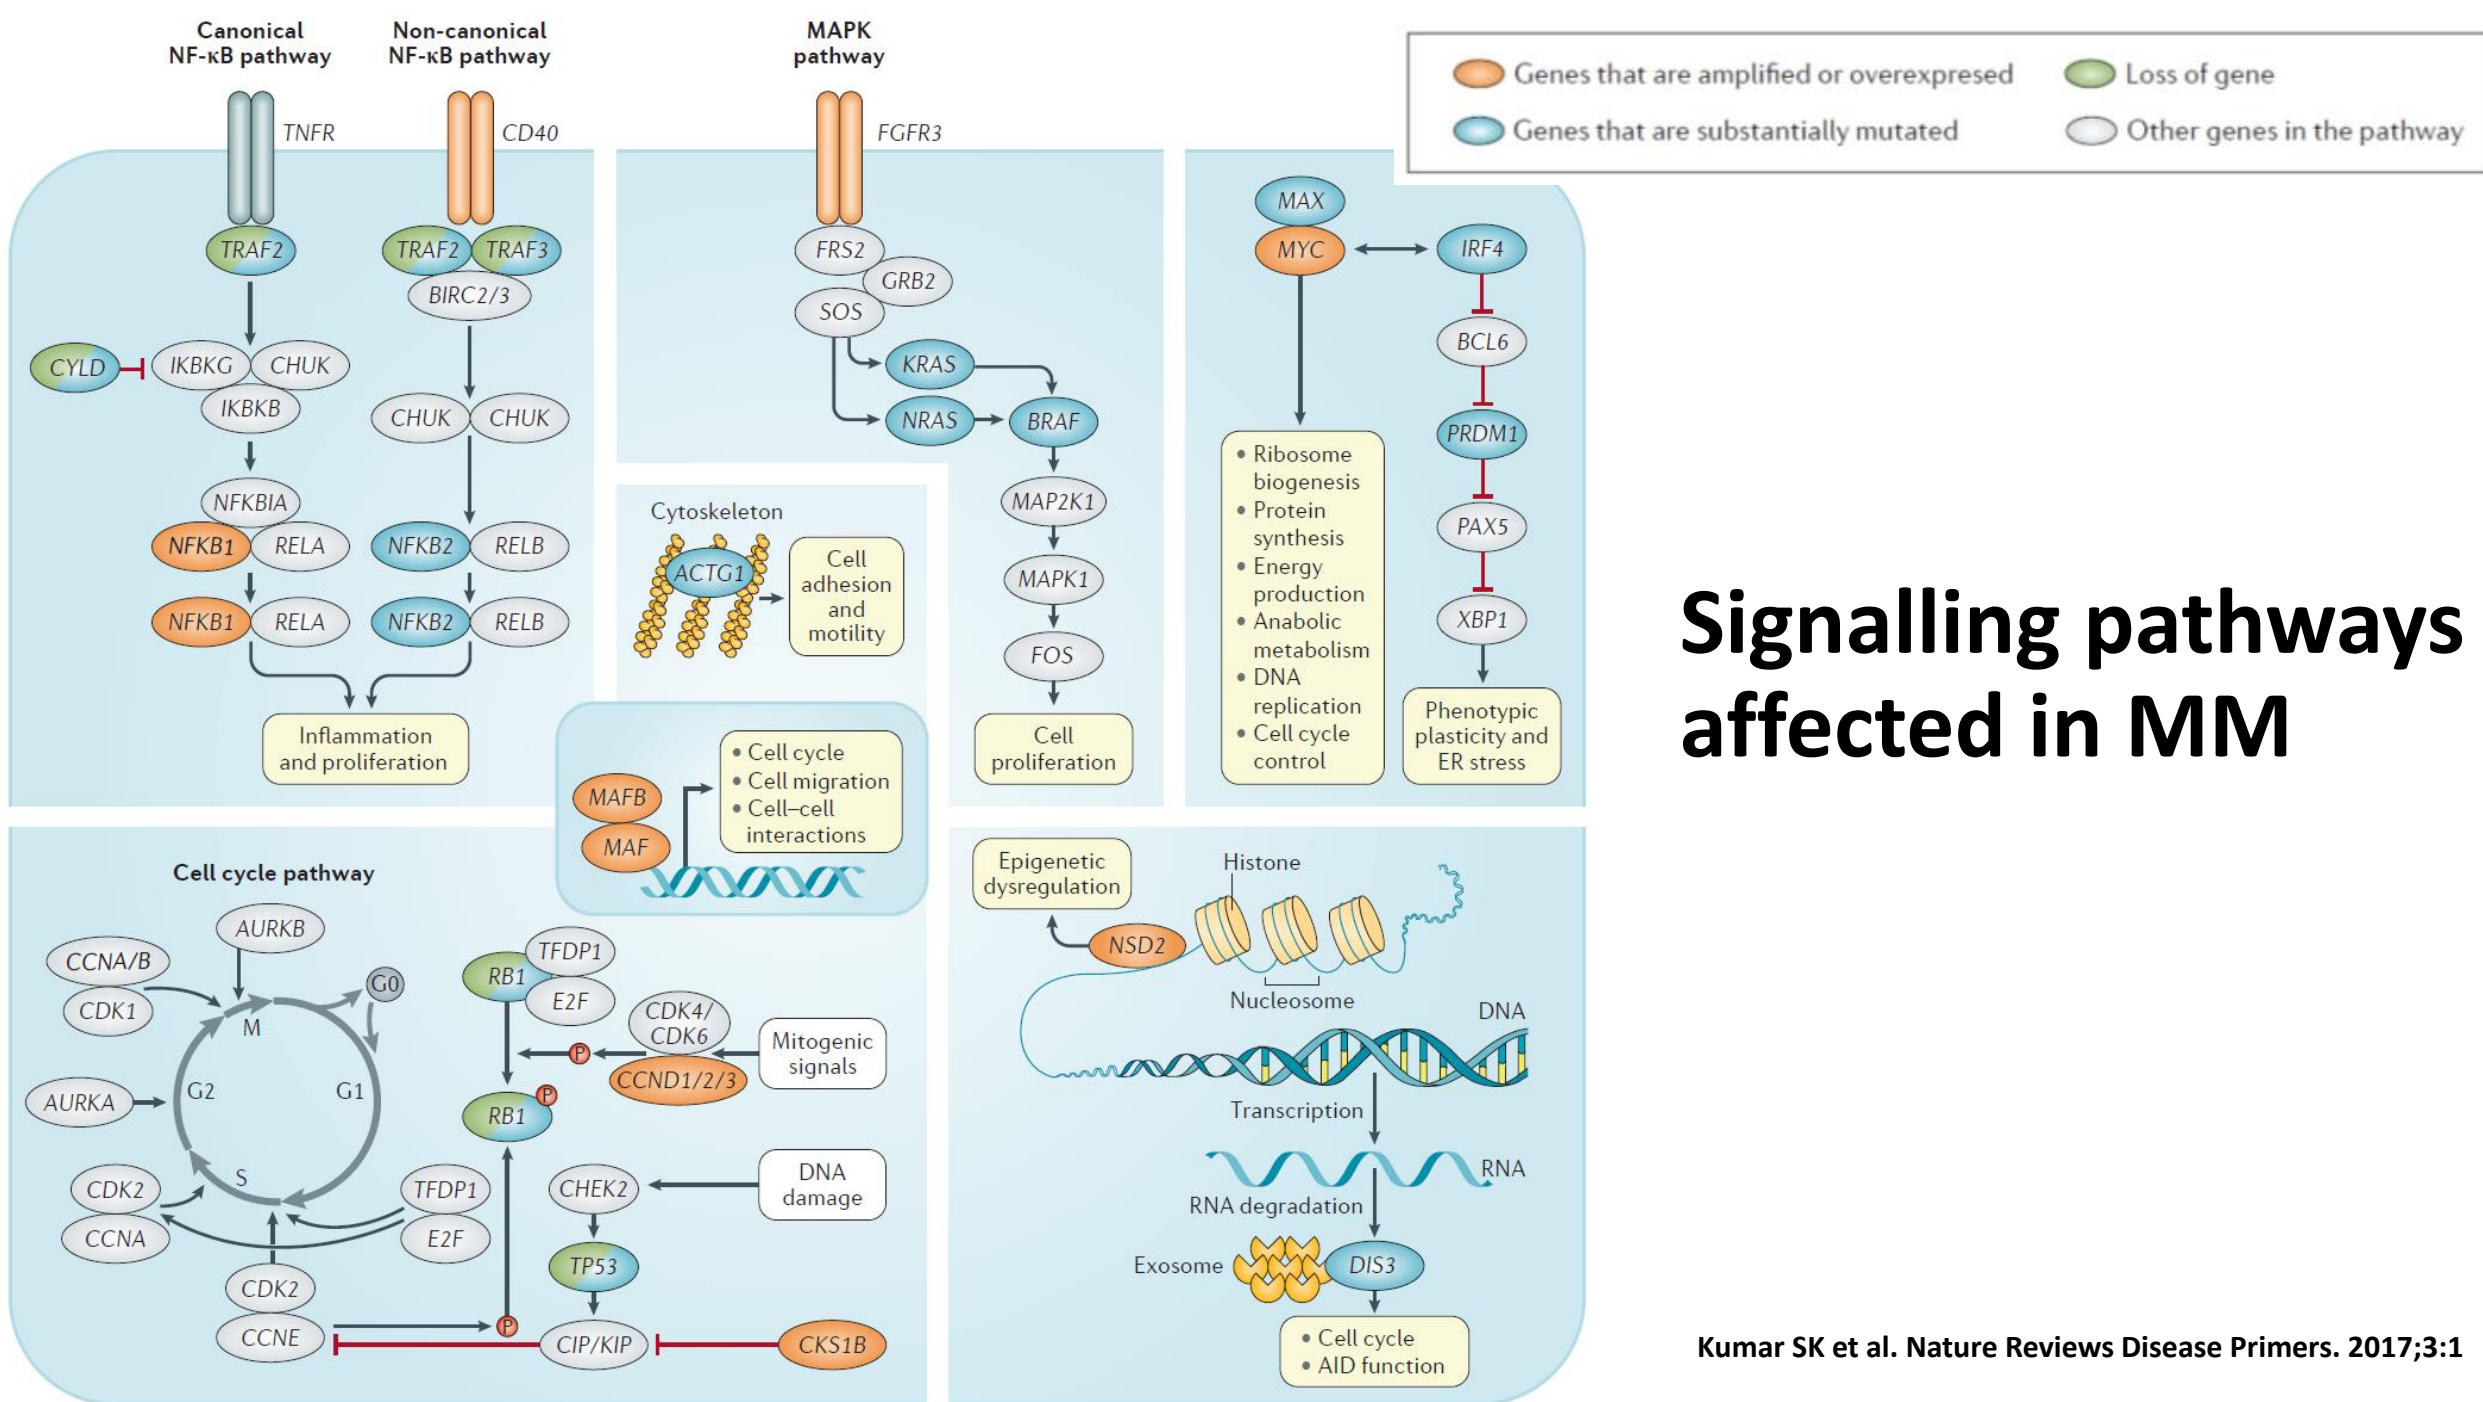 Canonical
NF-κB pathway
Non-canonical
NF-κB pathway
MAPK
pathway
Genes that are amplified or overexpresed
Loss of gene
Genes that are substantially mutated
Other genes in the pathway
TNFR
CD40
FGFR3
TRAF2
TRAF2
TRAF3
BIRC2/3
CYLD
IKBKG
CHUK
IKBKB
CHUK
CHUK
NFKBIA
NFKB1
RELA
NFKB2
RELB
NFKB1
RELA
NFKB2
RELB
Inflammation
and proliferation
FRS2
GRB2
SOS
KRAS
NRAS
BRAF
MAP2K1
MAPK1
FOS
Cell
proliferation
Cytoskeleton
ACTG1
Cell
adhesion
and
motility
MAFB
MAF
• Cell cycle
• Cell migration
• Cell–cell
interactions
MAX
MYC
IRF4
BCL6
PRDM1
PAX5
XBP1
• Ribosome
biogenesis
• Protein
synthesis
• Energy
production
• Anabolic
metabolism
• DNA
replication
• Cell cycle
control
Phenotypic
plasticity and
ER stress
Signalling pathways
affected in MM
Cell cycle pathway
AURKB
CCNA/B
CDK1
G0
M
G2
G1
S
AURKA
CDK2
CCNA
TFDP1
E2F
CDK2
CCNE
RB1
TFDP1
E2F
CDK4/
CDK6
CCND1/2/3
Mitogenic
signals
P
P
RB1
CHEK2
DNA
damage
TP53
P
CIP/KIP
CKS1B
Epigenetic
dysregulation
Histone
NSD2
Nucleosome
DNA
Transcription
RNA
RNA degradation
Exosome
DIS3
• Cell cycle
• AID function
Kumar SK et al. Nature Reviews Disease Primers. 2017;3:1